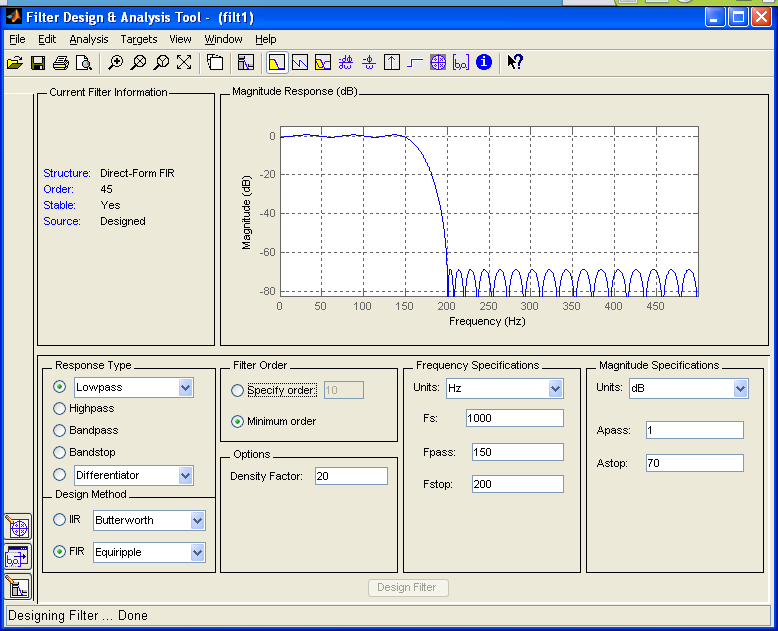 Filter Design & Analysis Tool - (filt1)
File Edit Analysis Targets View Window Help
Current Filter Information
Structure: Direct-Form FIR
Order: 45
Stable: Yes
Source: Designed
Magnitude Response (dB)
Magnitude (dB)
0
-20
-40
-60
-80
0 50 100 150 200 250 300 350 400 450
Frequency (Hz)
Response Type
Lowpass
Highpass
Bandpass
Bandstop
Differentiator
Design Method
IIR Butterworth
FIR Equiripple
Filter Order
Specify order: 10
Minimum order
Options
Density Factor: 20
Frequency Specifications
Units: Hz
Fs: 1000
Fpass: 150
Fstop: 200
Magnitude Specifications
Units: dB
Apass: 1
Astop: 70
Design Filter
Designing Filter ... Done